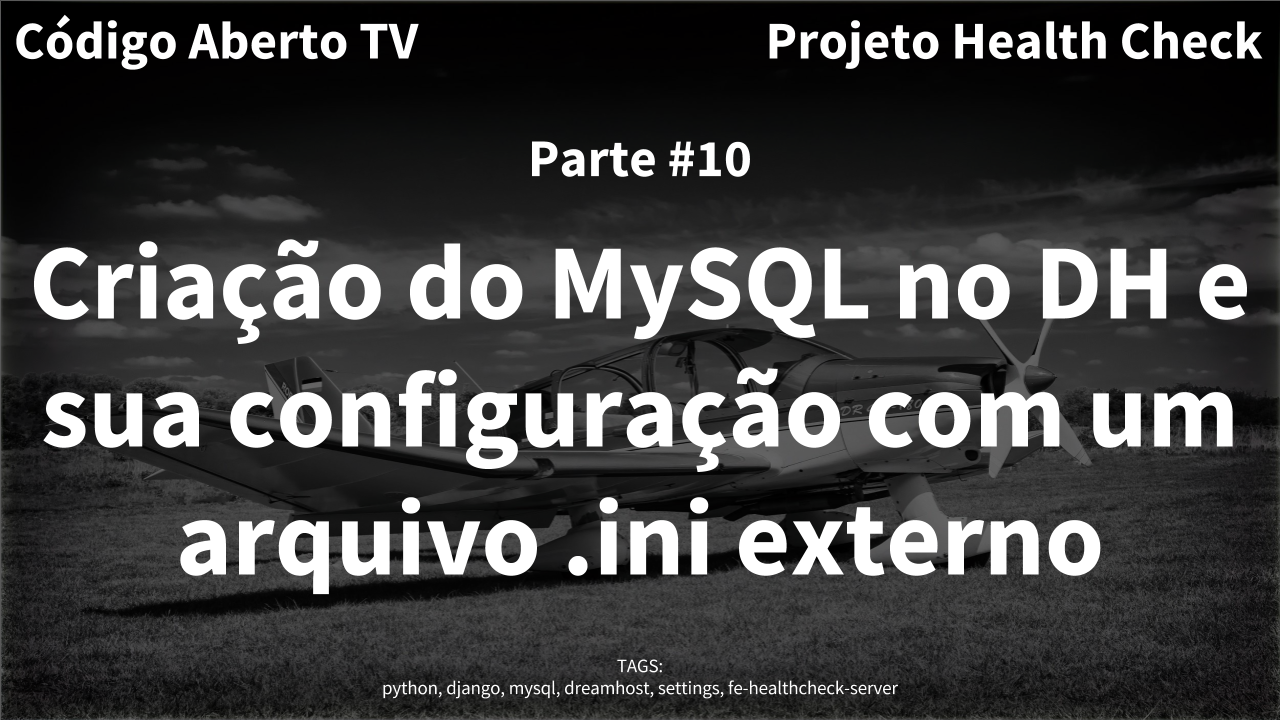 Código Aberto TV
Projeto Health Check
Parte #10
Criação do MySQL no DH e
sua configuração com um
arquivo .ini externo
TAGS:
python, django, mysql, dreamhost, settings, fe-healthcheck-server